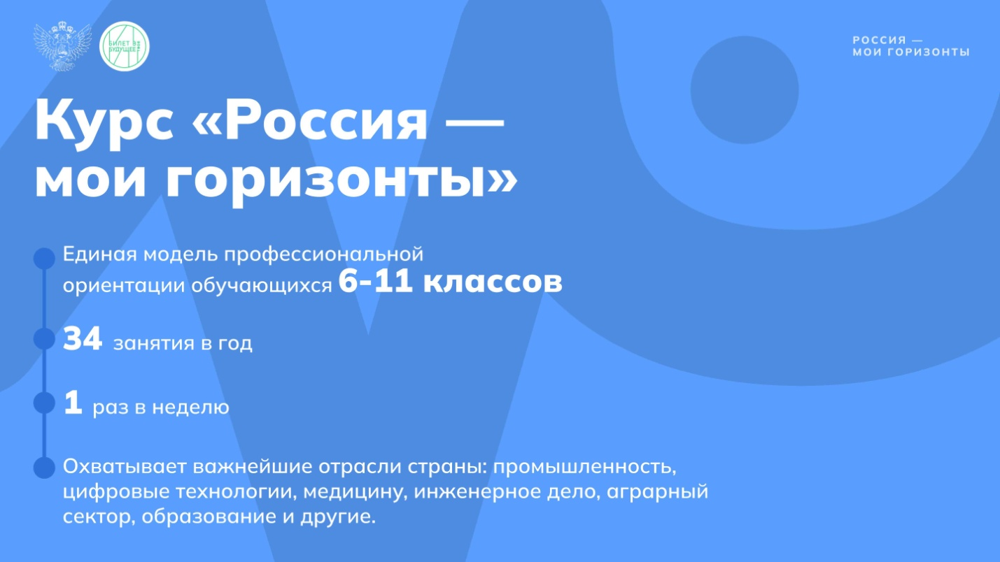 БИЛЕТ В
БУДУЩЕЕ
РОССИЯ —
МОИ ГОРИЗОНТЫ
Курс «Россия —
мои горизонты»
Единая модель профессиональной
ориентации обучающихся 6-11 классов
34 занятия в год
1 раз в неделю
Охватывает важнейшие отрасли страны: промышленность,
цифровые технологии, медицину, инженерное дело, аграрный
сектор, образование и другие.